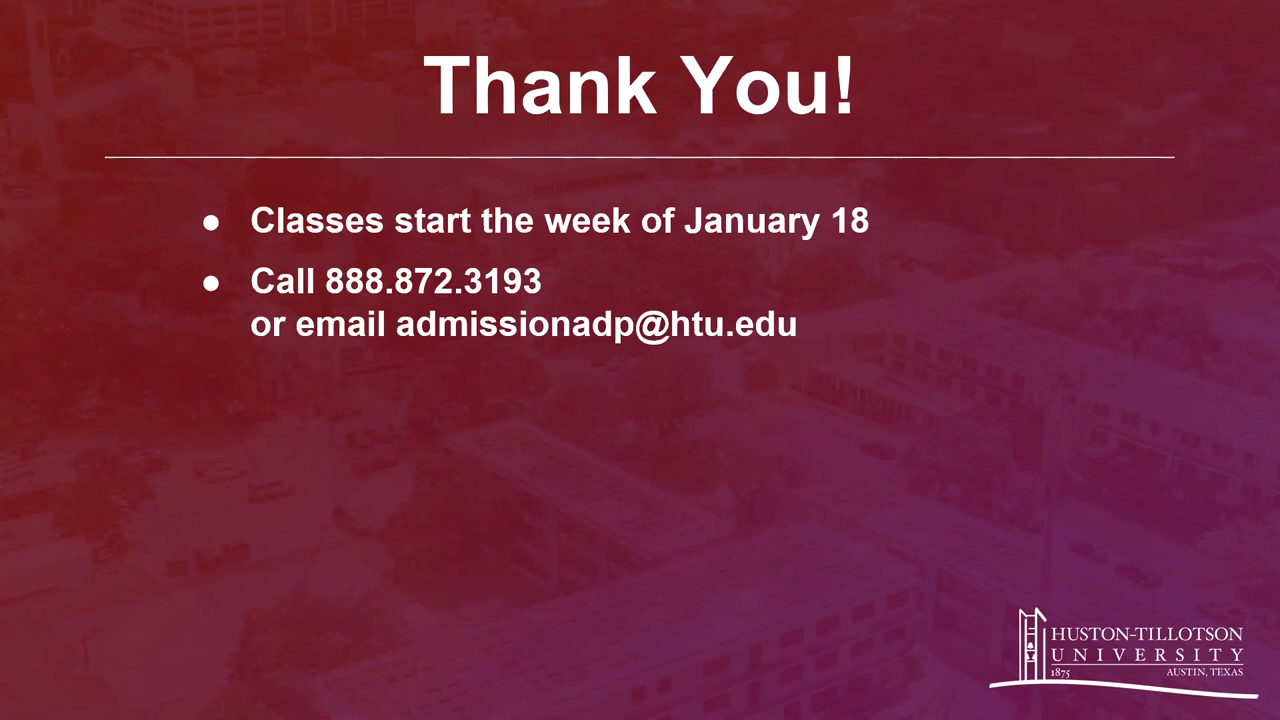 Thank You!
● Classes start the week of January 18
● Call 888.872.3193
or email admissionadp@htu.edu
HUSTON-TILLOTSON
UNIVERSITY
1875 AUSTIN, TEXAS